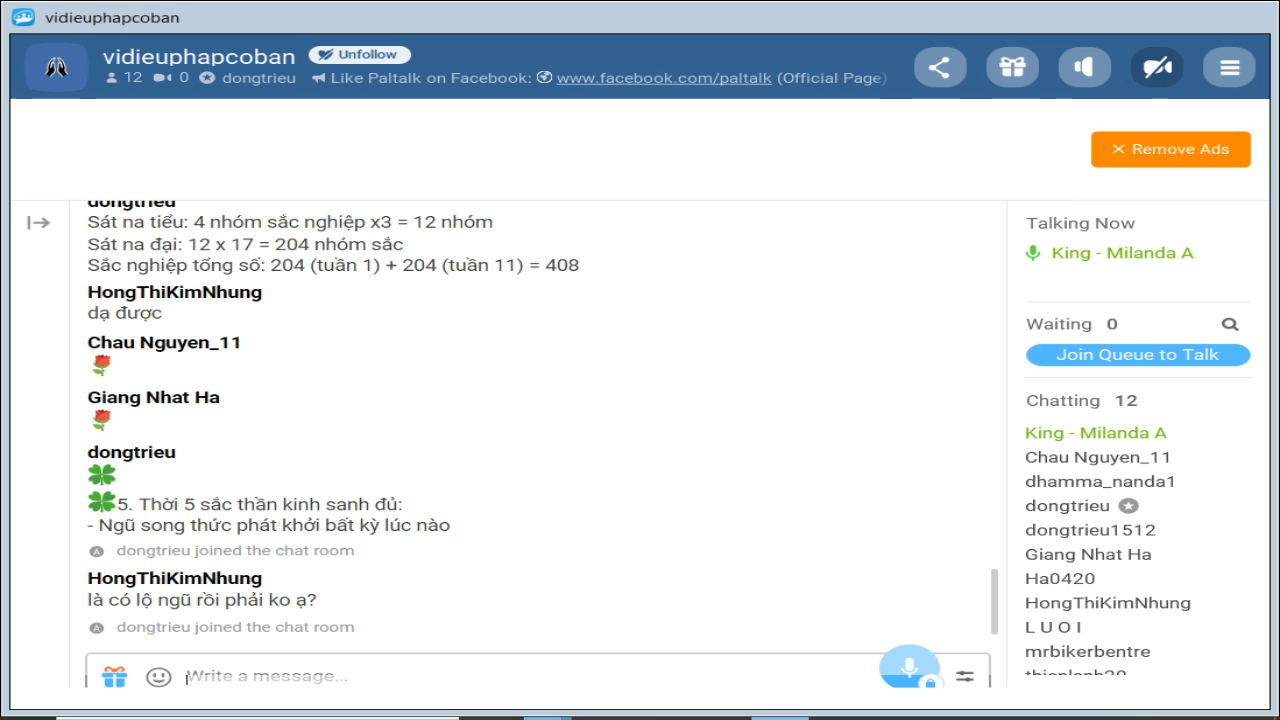 vidieuphapcoban
vidieuphapcoban Unfollow
12 0 dongtrieu Like Paltalk on Facebook: www.facebook.com/paltalk (Official Page)
Remove Ads
dongtrieu
Sát na tiểu: 4 nhóm sắc nghiệp x3 = 12 nhóm
Sát na đại: 12 x 17 = 204 nhóm sắc
Sắc nghiệp tổng số: 204 (tuần 1) + 204 (tuần 11) = 408
HongThiKimNhung
dạ được
Chau Nguyen_11
Giang Nhat Ha
dongtrieu
5. Thời 5 sắc thần kinh sanh đủ:
- Ngũ song thức phát khởi bất kỳ lúc nào
A dongtrieu joined the chat room
HongThiKimNhung
là có lộ ngũ rồi phải ko ạ?
A dongtrieu joined the chat room
Write a message...
Talking Now
King - Milanda A
Waiting 0
Join Queue to Talk
Chatting 12
King - Milanda A
Chau Nguyen_11
dhamma_nanda1
dongtrieu
dongtrieu1512
Giang Nhat Ha
Ha0420
HongThiKimNhung
L U O I
mrbikerbentre